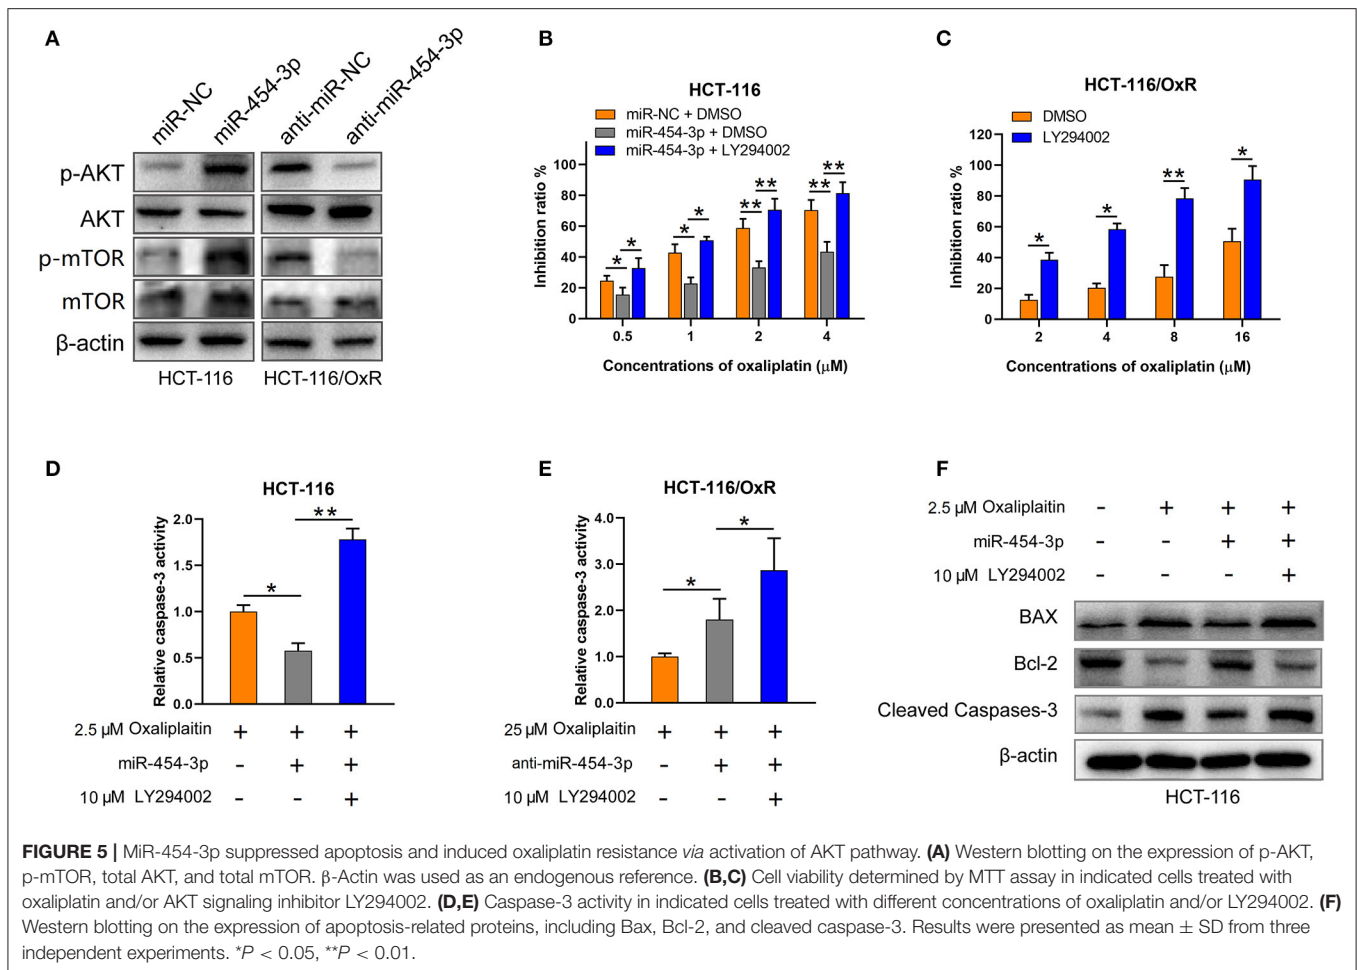 A
miR-NC
miR-454-3p
anti-miR-NC
anti-miR-454-3p
p-AKT
AKT
p-mTOR
mTOR
β-actin
HCT-116 HCT-116/OxR
B
HCT-116
miR-NC + DMSO
miR-454-3p + DMSO
miR-454-3p + LY294002
Inhibition ratio %
100
80
60
40
20
0
* * * * ** ** ** **
0.5 1 2 4
Concentrations of oxaliplatin (μM)
C
HCT-116/OxR
DMSO
LY294002
Inhibition ratio %
120
100
80
60
40
20
0
* * ** *
2 4 8 16
Concentrations of oxaliplatin (μM)
D
HCT-116
Relative caspase-3 activity
2.0
1.5
1.0
0.5
0.0
* **
2.5 μM Oxaliplaitin + + +
miR-454-3p - + +
10 μM LY294002 - - +
E
HCT-116/OxR
Relative caspase-3 activity
4.0
3.0
2.0
1.0
0.0
* *
25 μM Oxaliplaitin + + +
anti-miR-454-3p - + +
10 μM LY294002 - - +
F
2.5 μM Oxaliplaitin - + + +
miR-454-3p - - + +
10 μM LY294002 - - - +
BAX
Bcl-2
Cleaved Caspases-3
β-actin
HCT-116
FIGURE 5 | MiR-454-3p suppressed apoptosis and induced oxaliplatin resistance via activation of AKT pathway. (A) Western blotting on the expression of p-AKT,
p-mTOR, total AKT, and total mTOR. β-Actin was used as an endogenous reference. (B,C) Cell viability determined by MTT assay in indicated cells treated with
oxaliplatin and/or AKT signaling inhibitor LY294002. (D,E) Caspase-3 activity in indicated cells treated with different concentrations of oxaliplatin and/or LY294002. (F)
Western blotting on the expression of apoptosis-related proteins, including Bax, Bcl-2, and cleaved caspase-3. Results were presented as mean ± SD from three
independent experiments. *P < 0.05, **P < 0.01.